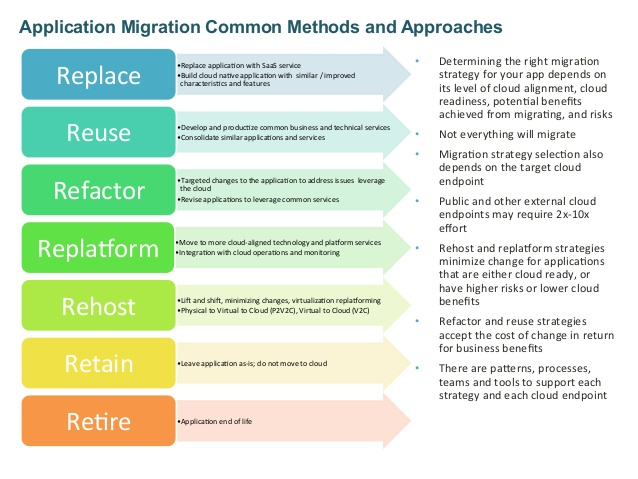 Application Migration Common Methods and Approaches
Replace
•Replace application with SaaS service
•Build cloud native application with similar / improved
characteristics and features
Reuse
•Develop and productize common business and technical services
•Consolidate similar applications and services
Refactor
•Targeted changes to the application to address issues leverage
the cloud
•Revise applications to leverage common services
Replatform
•Move to more cloud-aligned technology and platform services
•Integration with cloud operations and monitoring
Rehost
•Lift and shift, minimizing changes, virtualization replatforming
•Physical to Virtual to Cloud (P2V2C), Virtual to Cloud (V2C)
Retain
•Leave application as-is; do not move to cloud
Retire
•Application end of life
• Determining the right migration
strategy for your app depends on
its level of cloud alignment, cloud
readiness, potential benefits
achieved from migrating, and risks
• Not everything will migrate
• Migration strategy selection also
depends on the target cloud
endpoint
• Public and other external cloud
endpoints may require 2x-10x
effort
• Rehost and replatform strategies
minimize change for applications
that are either cloud ready, or
have higher risks or lower cloud
benefits
• Refactor and reuse strategies
accept the cost of change in return
for business benefits
• There are patterns, processes,
teams and tools to support each
strategy and each cloud endpoint